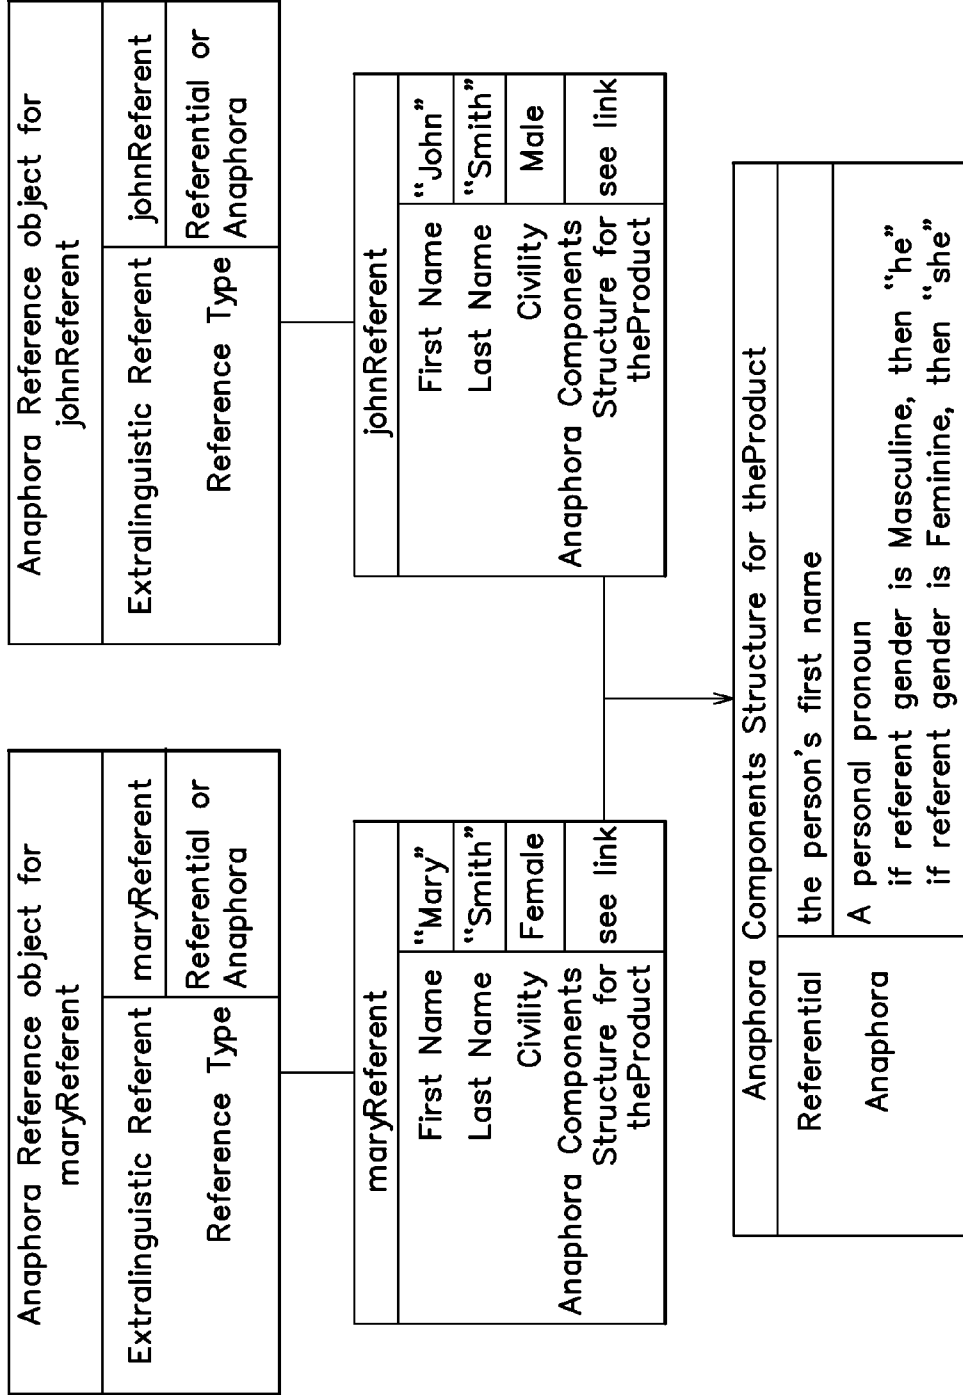 Anaphora Reference object for
maryReferent
Extralinguistic Referent maryReferent
Reference Type Referential or
Anaphora
Anaphora Reference object for
johnReferent
Extralinguistic Referent johnReferent
Reference Type Referential or
Anaphora
maryReferent
First Name "Mary"
Last Name "Smith"
Civility Female
Anaphora Components
Structure for see link
theProduct
johnReferent
First Name "John"
Last Name "Smith"
Civility Male
Anaphora Components
Structure for see link
theProduct
Anaphora Components Structure for theProduct
Referential the person's first name
Anaphora
A personal pronoun
if referent gender is Masculine, then "he"
if referent gender is Feminine, then "she"